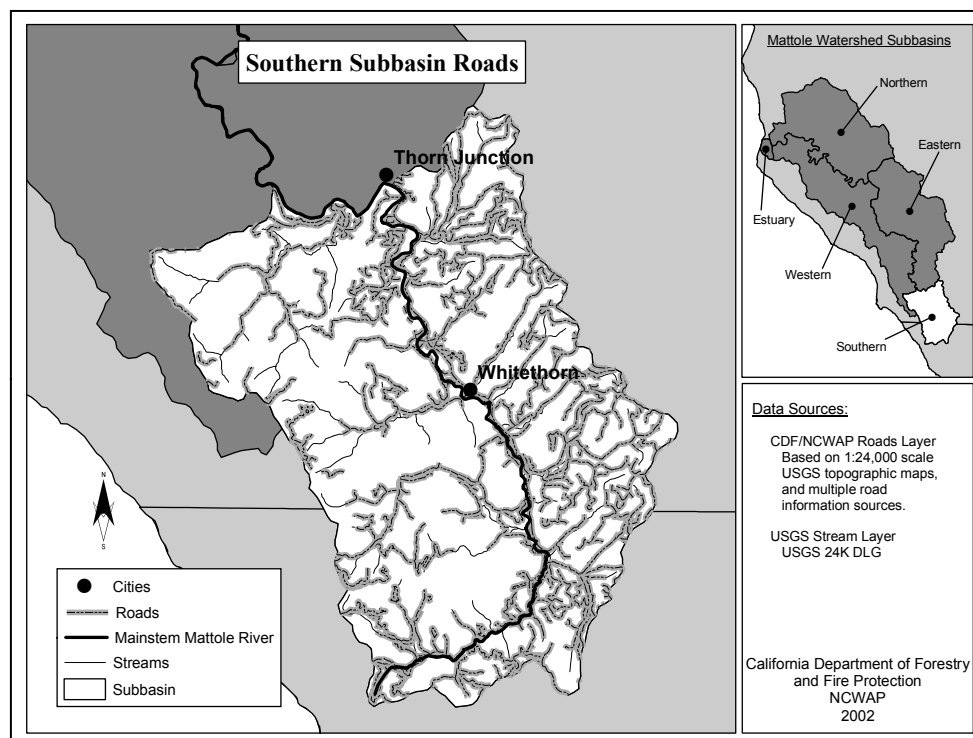 Southern Subbasin Roads
Thorn Junction
Whitethorn
N
S
Cities
Roads
Mainstem Mattole River
Streams
Subbasin
Mattole Watershed Subbasins
Northern
Eastern
Estuary
Western
Southern
Data Sources:
CDF/NCWAP Roads Layer
Based on 1:24,000 scale
USGS topographic maps,
and multiple road
information sources.
USGS Stream Layer
USGS 24K DLG
California Department of Forestry
and Fire Protection
NCWAP
2002